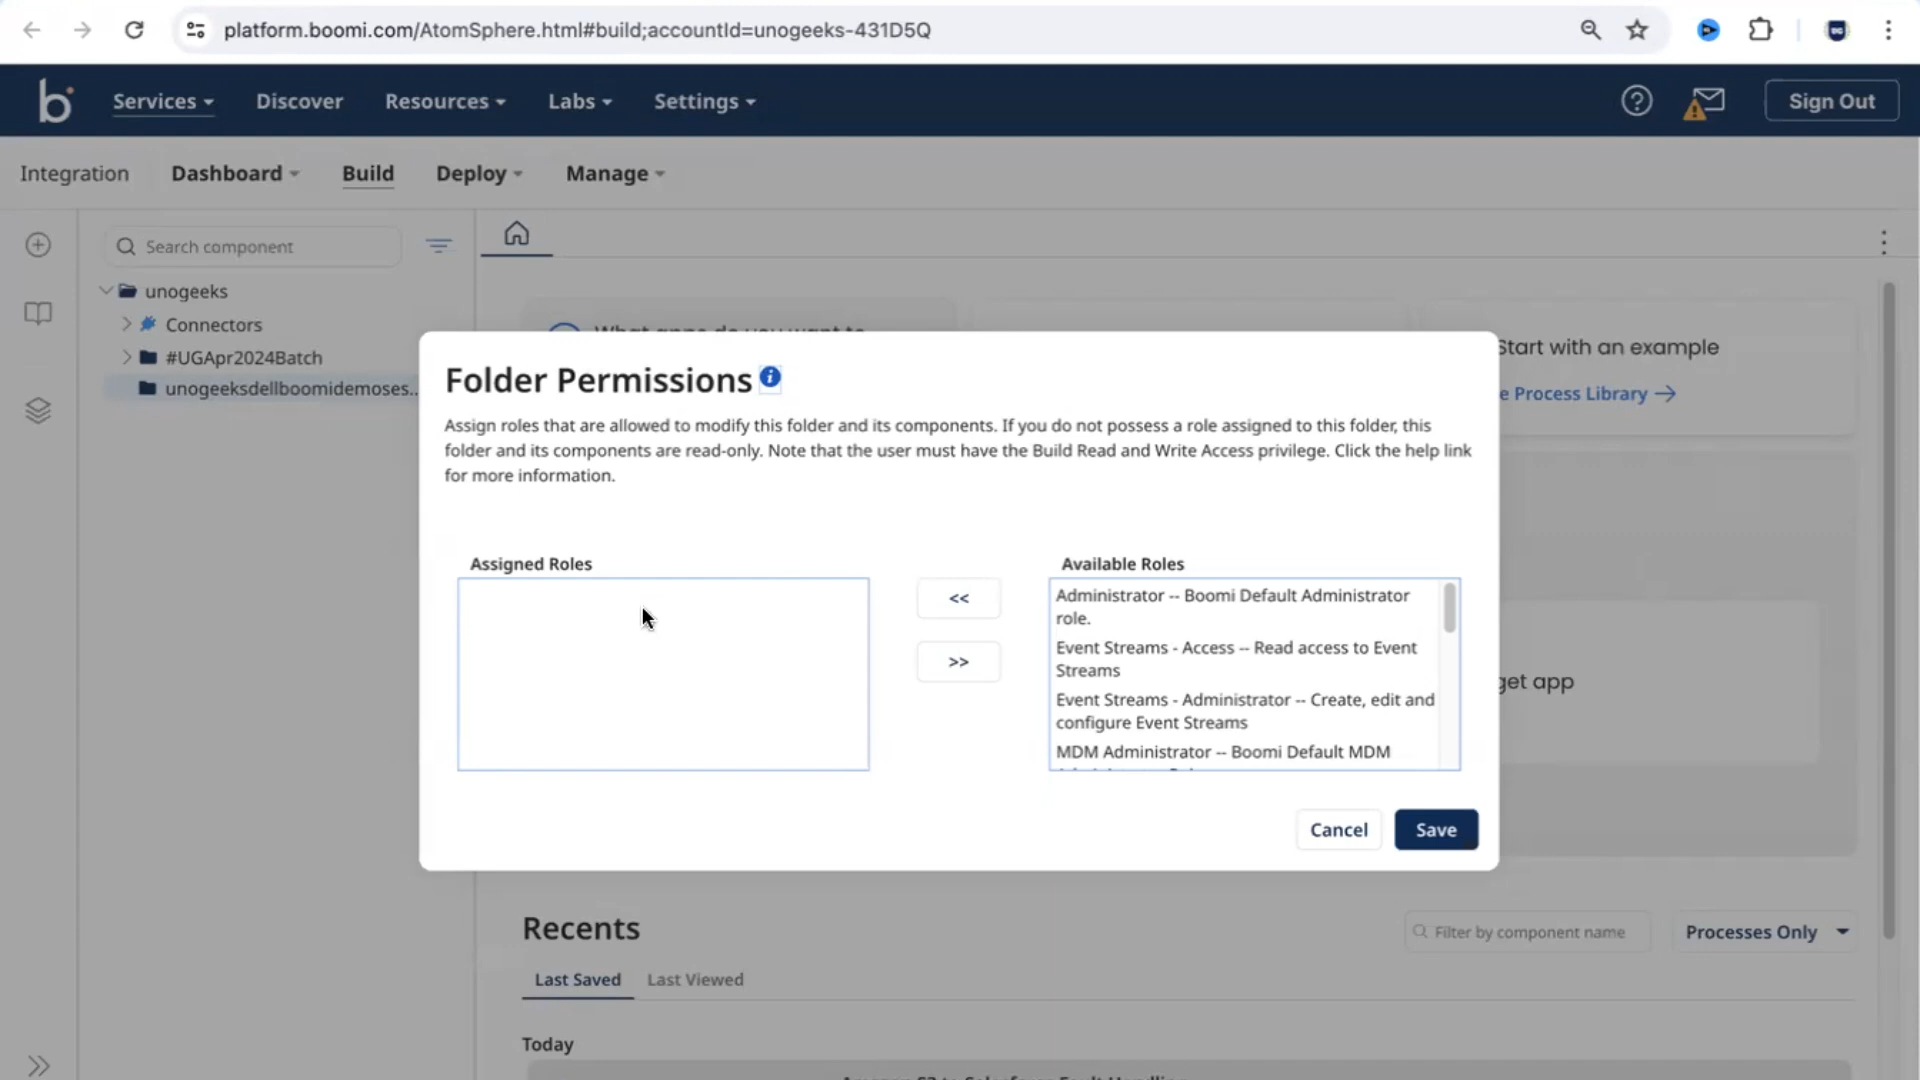 platform.boomi.com/AtomSphere.html#build;accountId=unogeeks-431D5Q
b Services Discover Resources Labs Settings Sign Out
Integration Dashboard Build Deploy Manage
Search component
unogeeks
Connectors
#UGApr2024Batch
unogeeksdellboomidemoses..
What apps do you want to
Start with an example
e Process Library →
Folder Permissions
Assign roles that are allowed to modify this folder and its components. If you do not possess a role assigned to this folder, this
folder and its components are read-only. Note that the user must have the Build Read and Write Access privilege. Click the help link
for more information.
Assigned Roles
<<
>>
Available Roles
Administrator -- Boomi Default Administrator
role.
Event Streams - Access -- Read access to Event
Streams
Event Streams - Administrator -- Create, edit and
configure Event Streams
MDM Administrator -- Boomi Default MDM
get app
Cancel Save
Recents
Filter by component name
Processes Only
Last Saved Last Viewed
Today